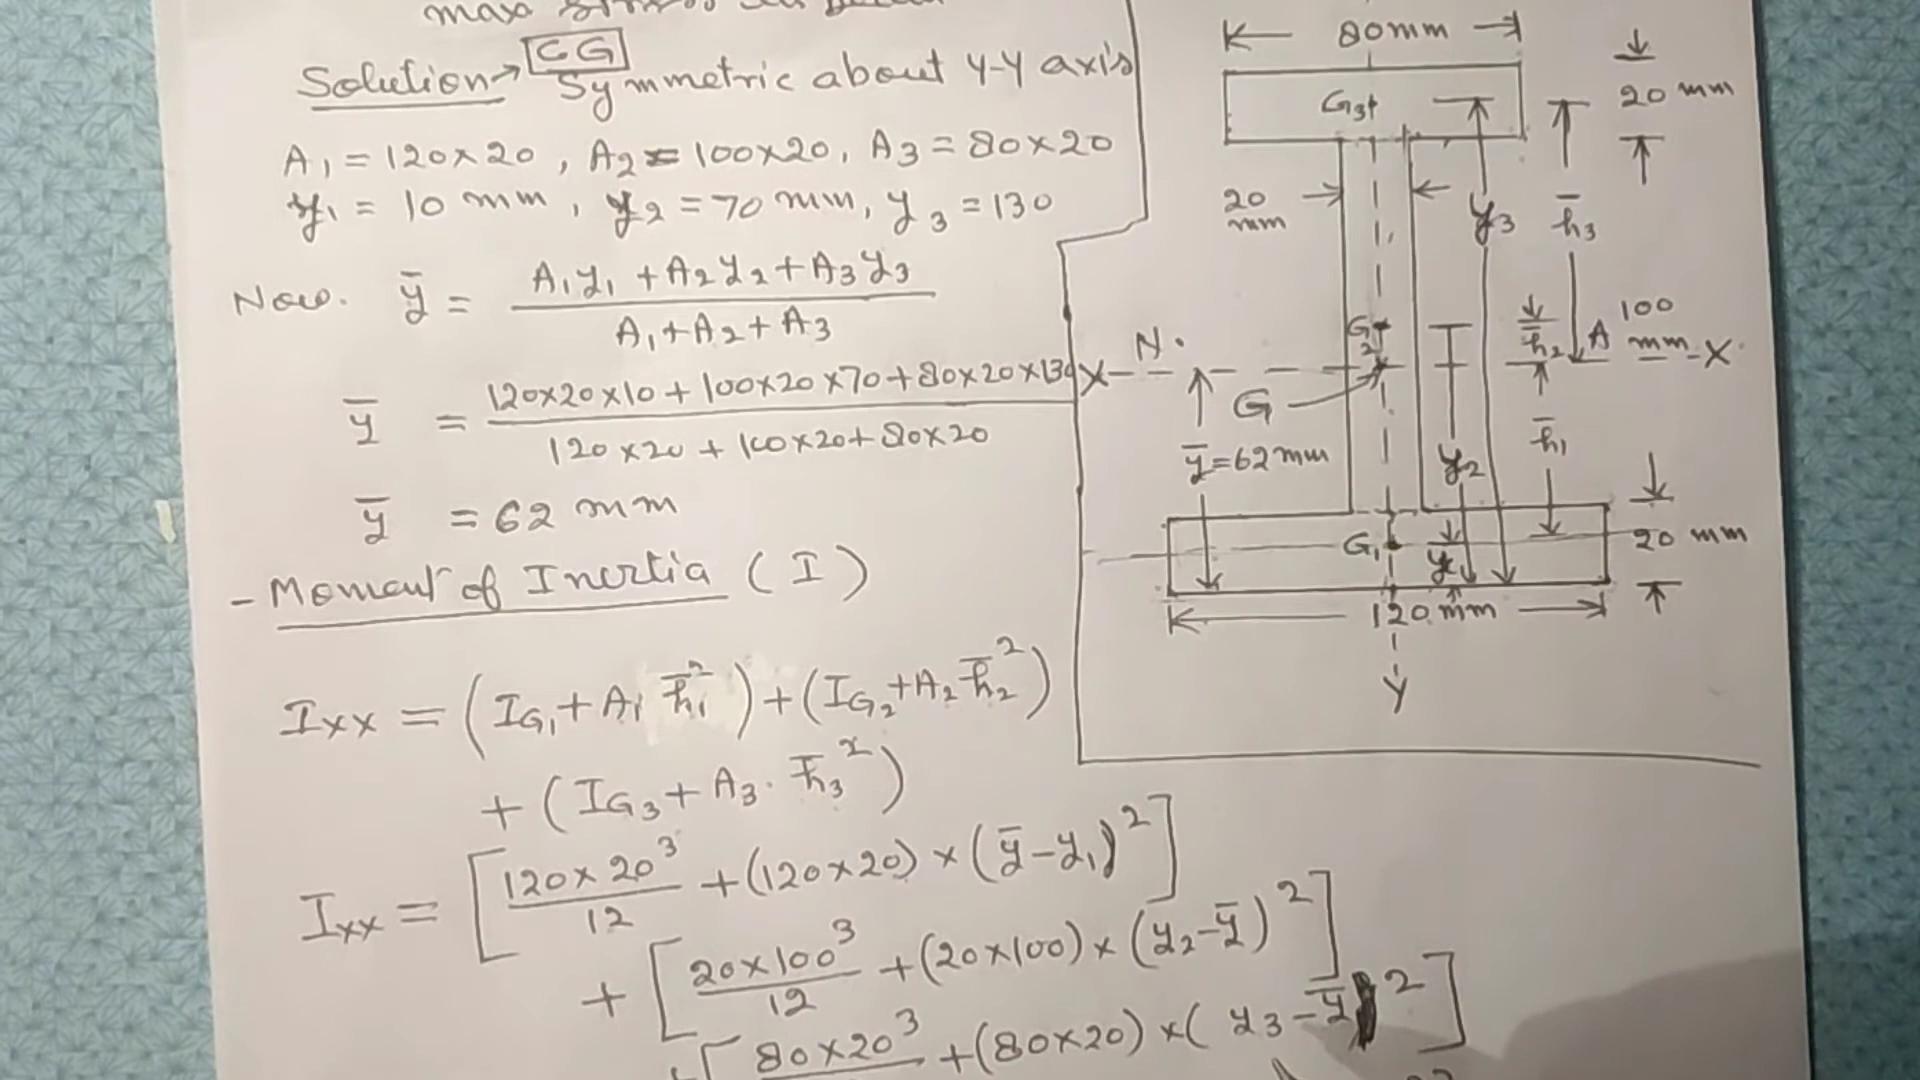 max
Solution → CG
Symmetric about Y-Y axis
A1 = 120×20 , A2 = 100×20, A3 = 80×20
y1 = 10 mm , y2 = 70 mm, y3 = 130
Now. ȳ = A1y1 + A2y2 + A3y3 / A1 + A2 + A3
ȳ = 120×20×10 + 100×20×70 + 80×20×130 / 120×20 + 100×20 + 80×20
ȳ = 62 mm
- Moment of Inertia ( I )
Ixx = (IG1 + A1 h̄1²) + (IG2 + A2 h̄2²)
+ (IG3 + A3 . h̄3²)
Ixx = [120×20³/12 + (120×20) × (ȳ-y1)²]
+ [20×100³/12 + (20×100) × (y2-ȳ)²]
+ [80×20³ + (80×20) × ( y3-ȳ)²]
80mm
20 mm
G3
20 mm
y3
h̄3
G2
h̄2
A
100 mm
X
N.
X
G
ȳ=62mm
y2
h̄1
G1
y1
20 mm
120 mm
Y